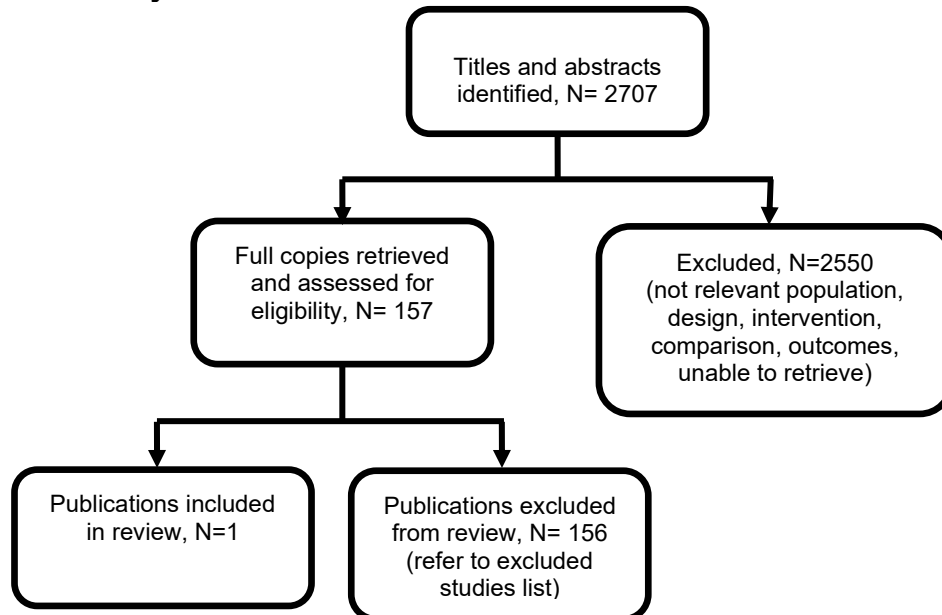 Titles and abstracts
identified, N= 2707
Full copies retrieved
and assessed for
eligibility, N= 157
Excluded, N=2550
(not relevant population,
design, intervention,
comparison, outcomes,
unable to retrieve)
Publications included
in review, N=1
Publications excluded
from review, N= 156
(refer to excluded
studies list)